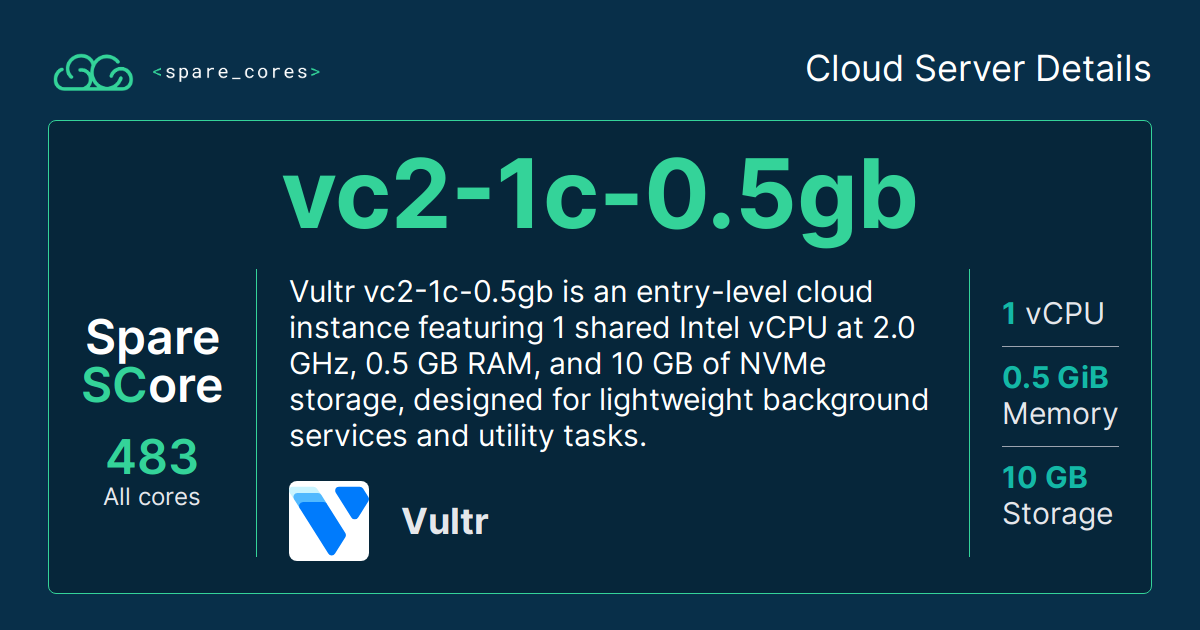 <spare_cores>
Cloud Server Details
vc2-1c-0.5gb
Spare
SCore
483
All cores
Vultr vc2-1c-0.5gb is an entry-level cloud
instance featuring 1 shared Intel vCPU at 2.0
GHz, 0.5 GB RAM, and 10 GB of NVMe
storage, designed for lightweight background
services and utility tasks.
Vultr
1 vCPU
0.5 GiB
Memory
10 GB
Storage